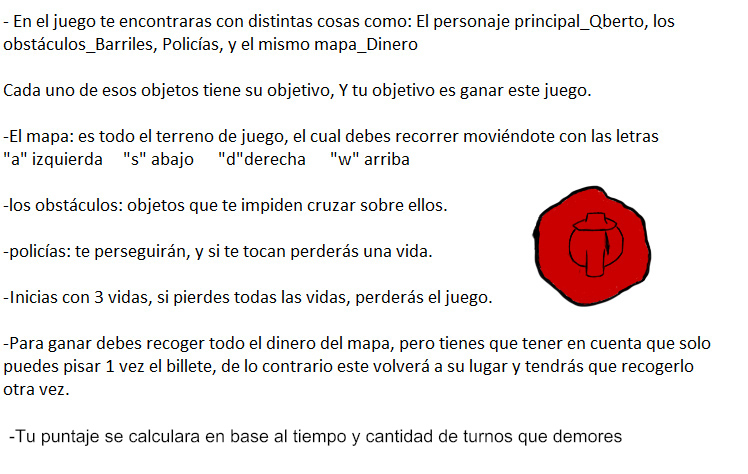 - En el juego te encontraras con distintas cosas como: El personaje principal_Qberto, los
obstáculos_Barriles, Policías, y el mismo mapa_Dinero
Cada uno de esos objetos tiene su objetivo, Y tu objetivo es ganar este juego.
-El mapa: es todo el terreno de juego, el cual debes recorrer moviéndote con las letras
"a" izquierda "s" abajo "d"derecha "w" arriba
-los obstáculos: objetos que te impiden cruzar sobre ellos.
-policías: te perseguirán, y si te tocan perderás una vida.
-Inicias con 3 vidas, si pierdes todas las vidas, perderás el juego.
-Para ganar debes recoger todo el dinero del mapa, pero tienes que tener en cuenta que solo
puedes pisar 1 vez el billete, de lo contrario este volverá a su lugar y tendrás que recogerlo
otra vez.
-Tu puntaje se calculara en base al tiempo y cantidad de turnos que demores